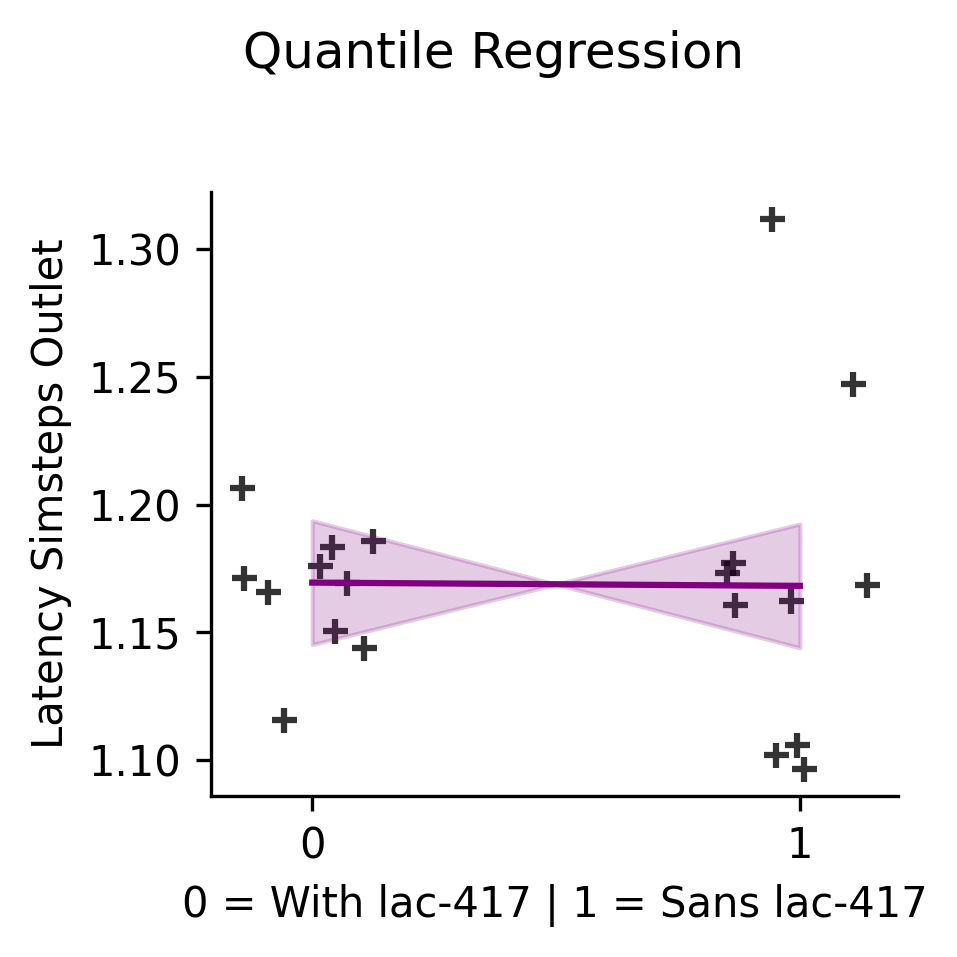 Quantile Regression
Latency Simsteps Outlet
1.30
1.25
1.20
1.15
1.10
0 1
0 = With lac-417 | 1 = Sans lac-417